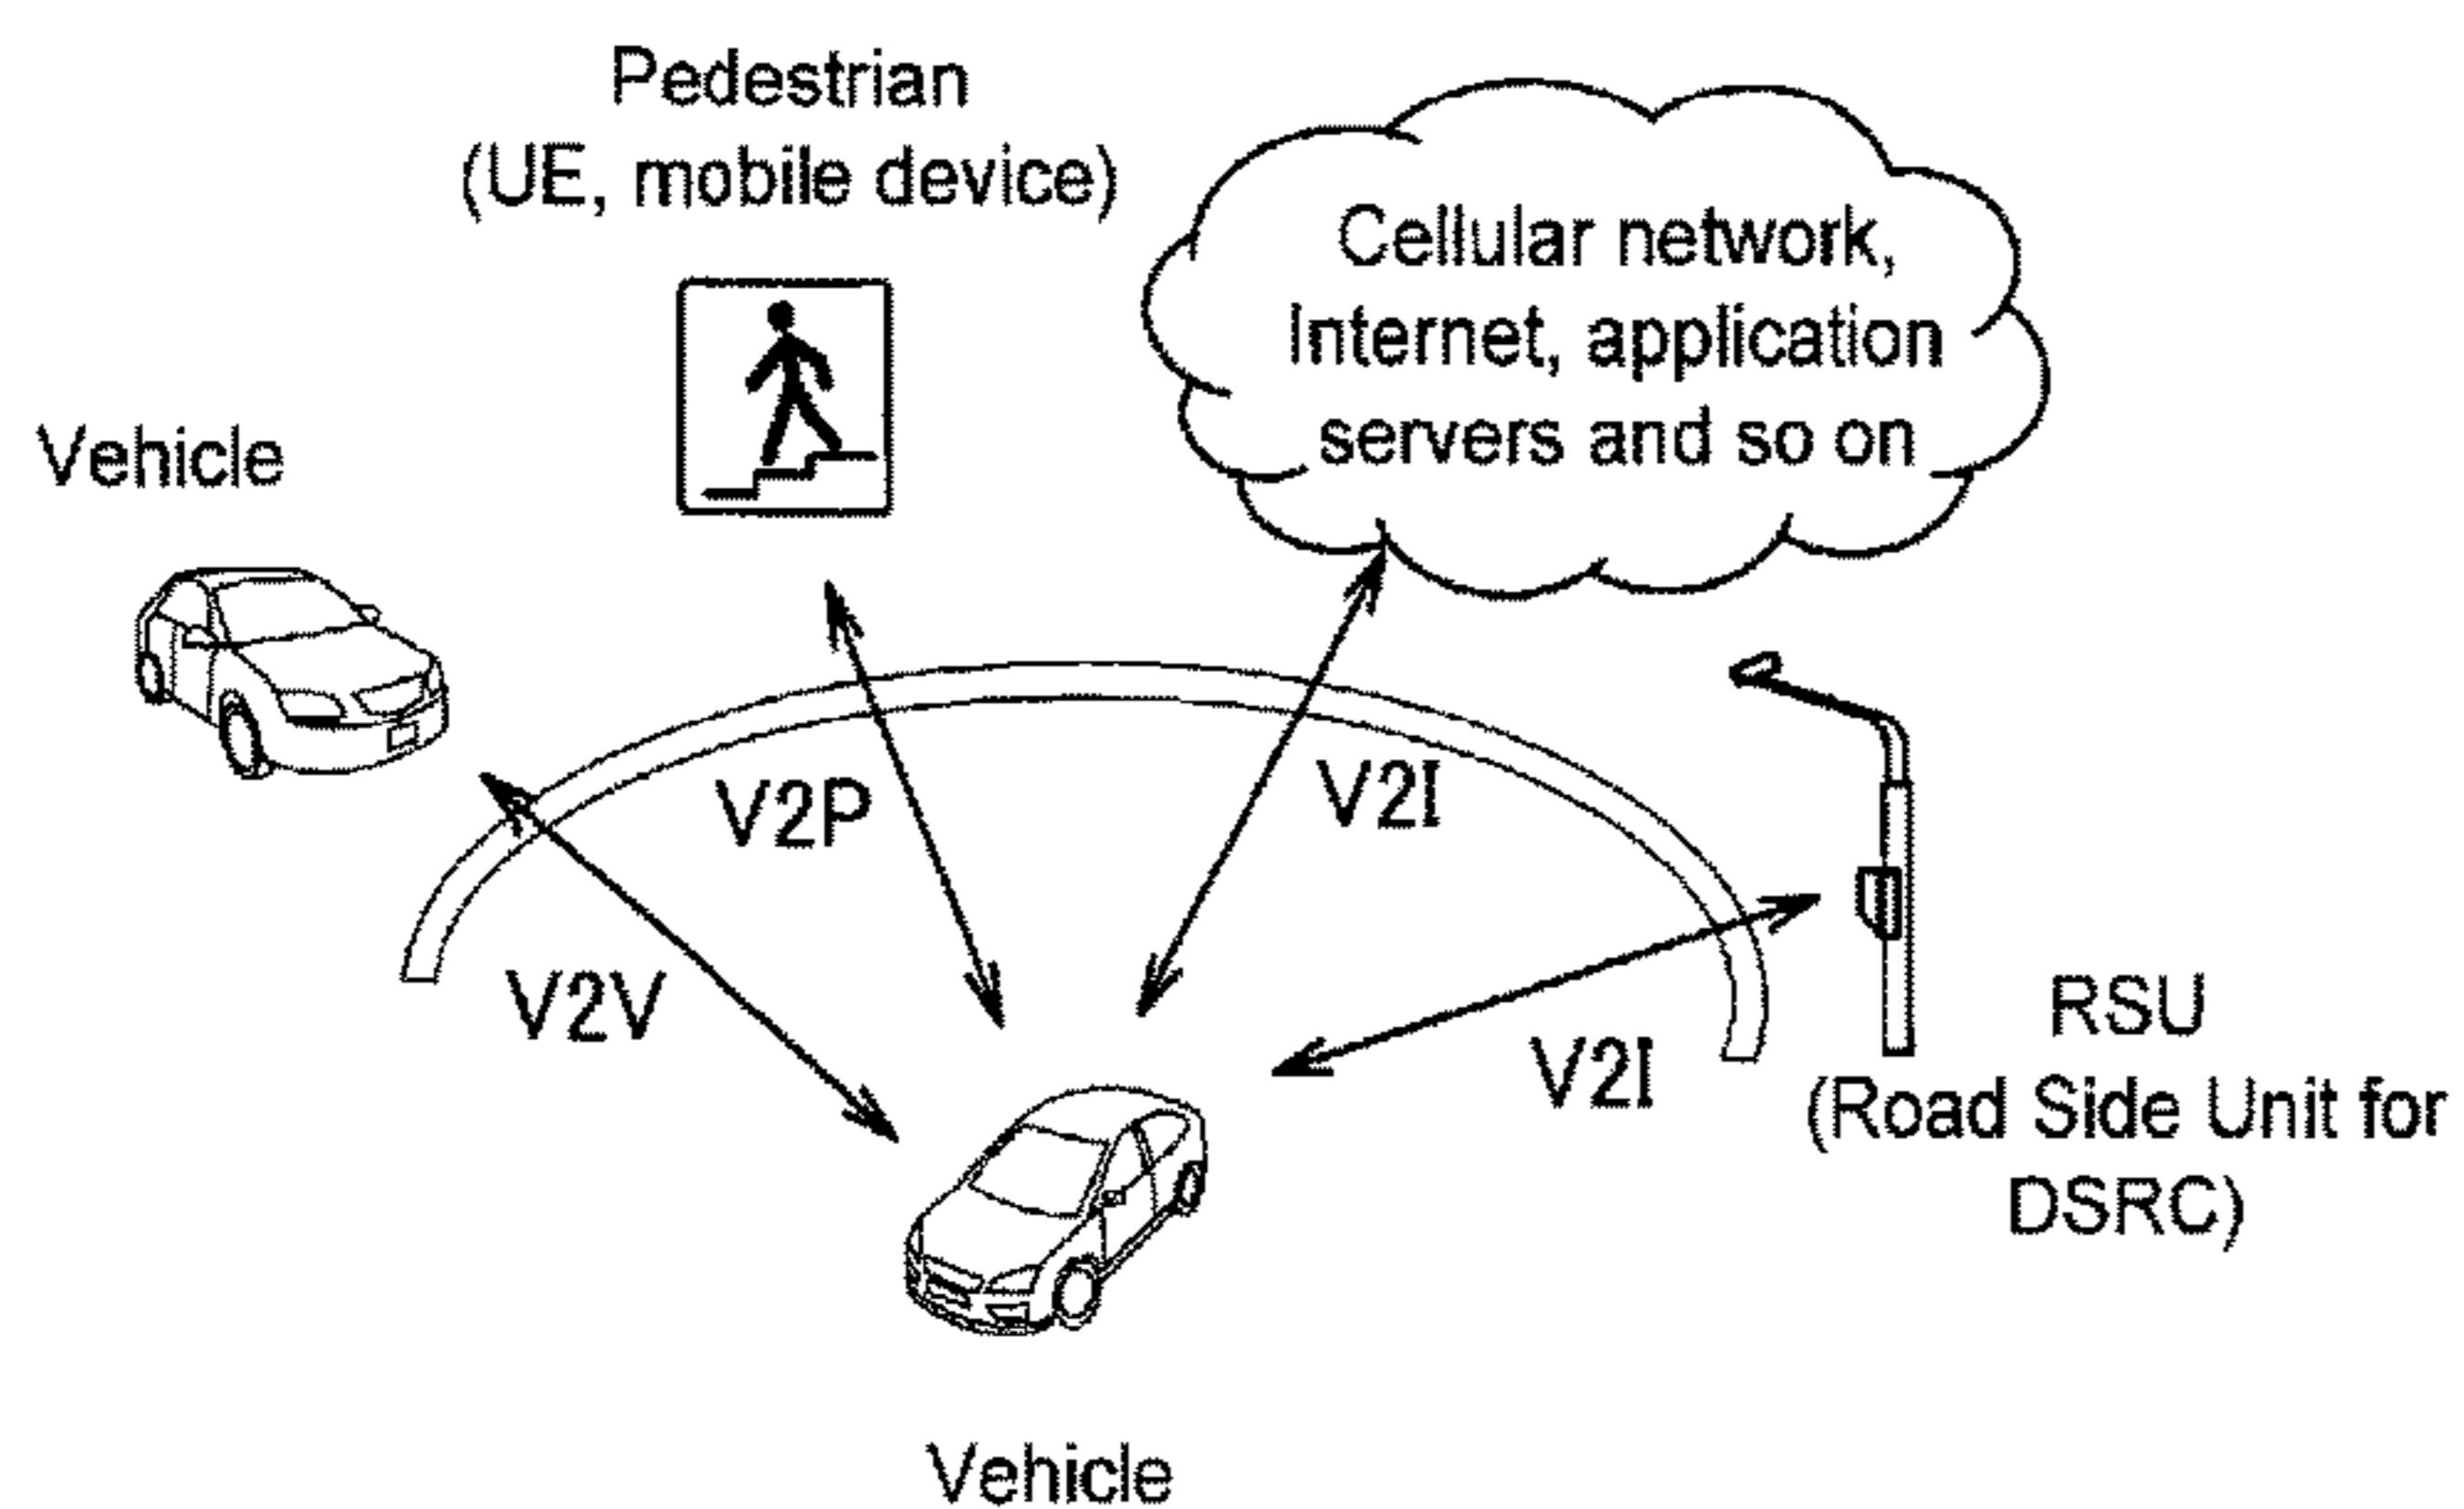 Pedestrian
(UE, mobile device)
Cellular network,
Internet, application
servers and so on
Vehicle
V2P
V2I
V2V
V2I
RSU
(Road Side Unit for
DSRC)
Vehicle